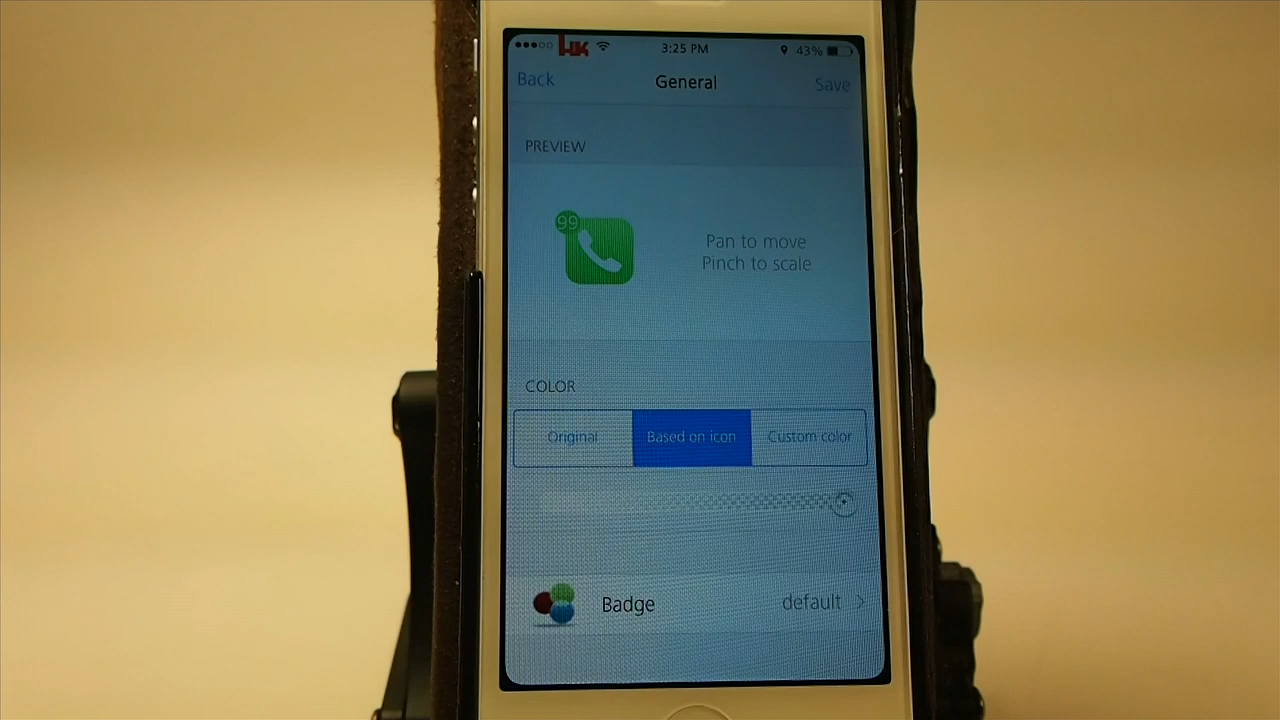 HK 3:25 PM 43%
Back General Save
PREVIEW
99
Pan to move
Pinch to scale
COLOR
Original Based on icon Custom color
Badge default